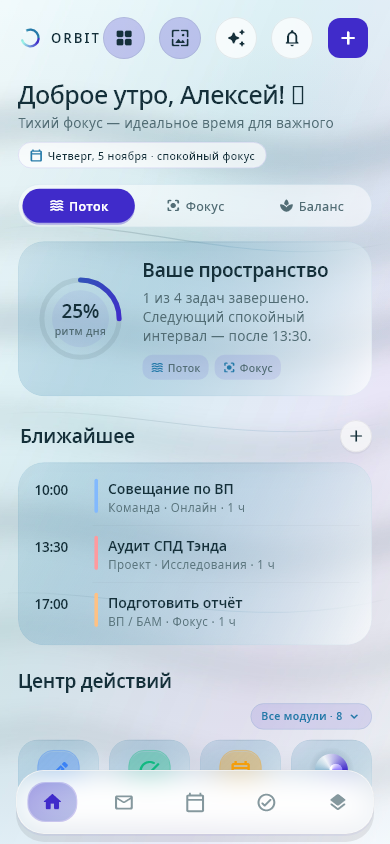 ORBIT
Доброе утро, Алексей!
Тихий фокус — идеальное время для важного
Четверг, 5 ноября · спокойный фокус
Поток Фокус Баланс
Ваше пространство
1 из 4 задач завершено.
Следующий спокойный
интервал — после 13:30.
25%
ритм дня
Поток Фокус
Ближайшее
10:00 Совещание по ВП
Команда · Онлайн · 1 ч
13:30 Аудит СПД Тэнда
Проект · Исследования · 1 ч
17:00 Подготовить отчёт
ВП / БАМ · Фокус · 1 ч
Центр действий
Все модули · 8